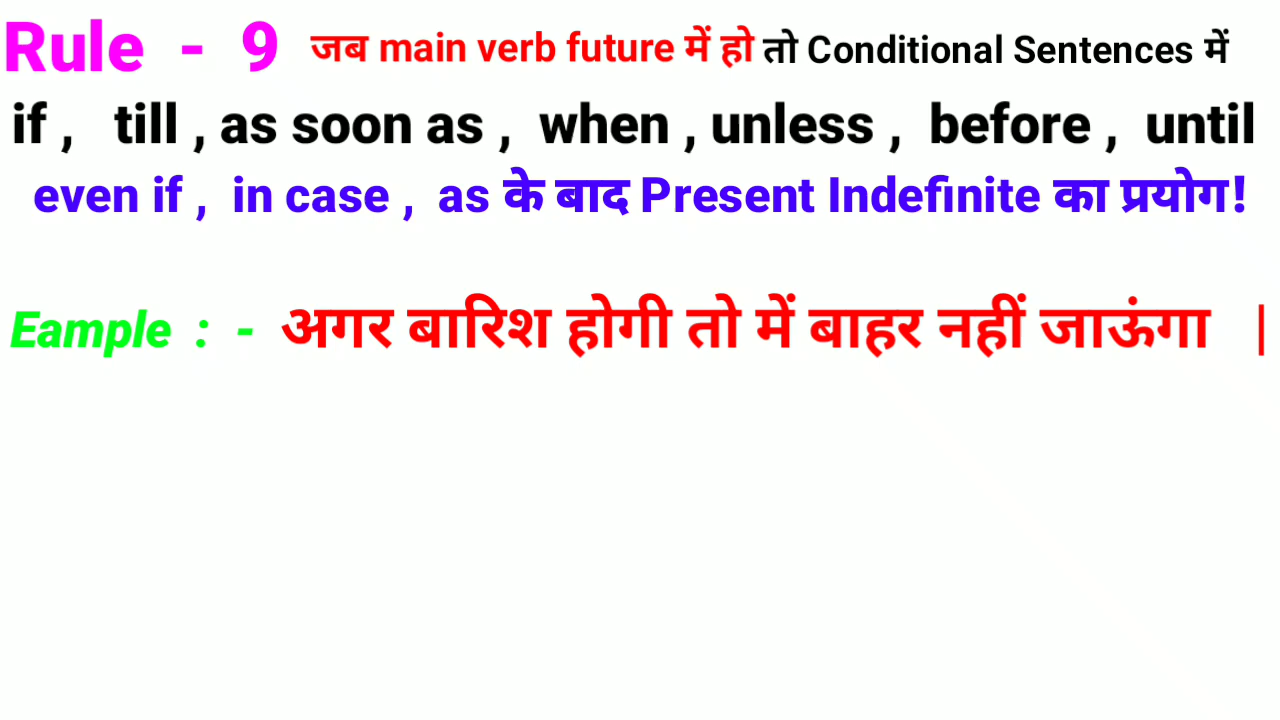 Rule - 9 जब main verb future में हो तो Conditional Sentences में
if , till , as soon as , when , unless , before , until
even if , in case , as के बाद Present Indefinite का प्रयोग!
Eample : - अगर बारिश होगी तो में बाहर नहीं जाऊंगा |